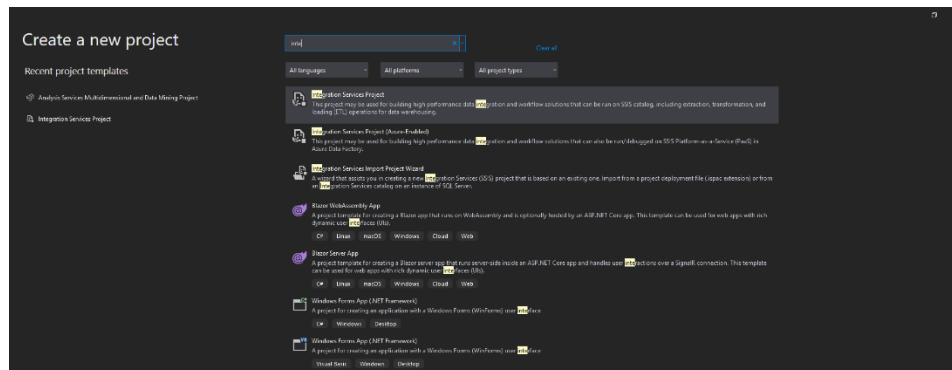 Create a new project
inte
Clear all
Recent project templates
All languages
All platforms
All project types
Analysis Services Multidimensional and Data Mining Project
Integration Services Project
Integration Services Project
This project may be used for building high performance data integration and workflow solutions that can be run on SSIS catalog, including extraction, transformation, and
loading (ETL) operations for data warehousing.
Integration Services Project (Azure-Enabled)
This project may be used for building high performance data integration and workflow solutions that can also be run/debugged on SSIS Platform-as-a-Service (PaaS) in
Azure Data Factory.
Integration Services Import Project Wizard
A wizard that assists you in creating a new Integration Services (SSIS) project that is based on an existing one. Import from a project deployment file (.ispac extension) or from
an Integration Services catalog on an instance of SQL Server.
Blazor WebAssembly App
A project template for creating a Blazor app that runs on WebAssembly and is optionally hosted by an ASP.NET Core app. This template can be used for web apps with rich
dynamic user interfaces (UIs).
C# Linux macOS Windows Cloud Web
Blazor Server App
A project template for creating a Blazor server app that runs server-side inside an ASP.NET Core app and handles user interactions over a SignalR connection. This template
can be used for web apps with rich dynamic user interfaces (UIs).
C# Linux macOS Windows Cloud Web
Windows Forms App (.NET Framework)
A project for creating an application with a Windows Forms (WinForms) user interface
C# Windows Desktop
Windows Forms App (.NET Framework)
A project for creating an application with a Windows Forms (WinForms) user interface
Visual Basic Windows Desktop